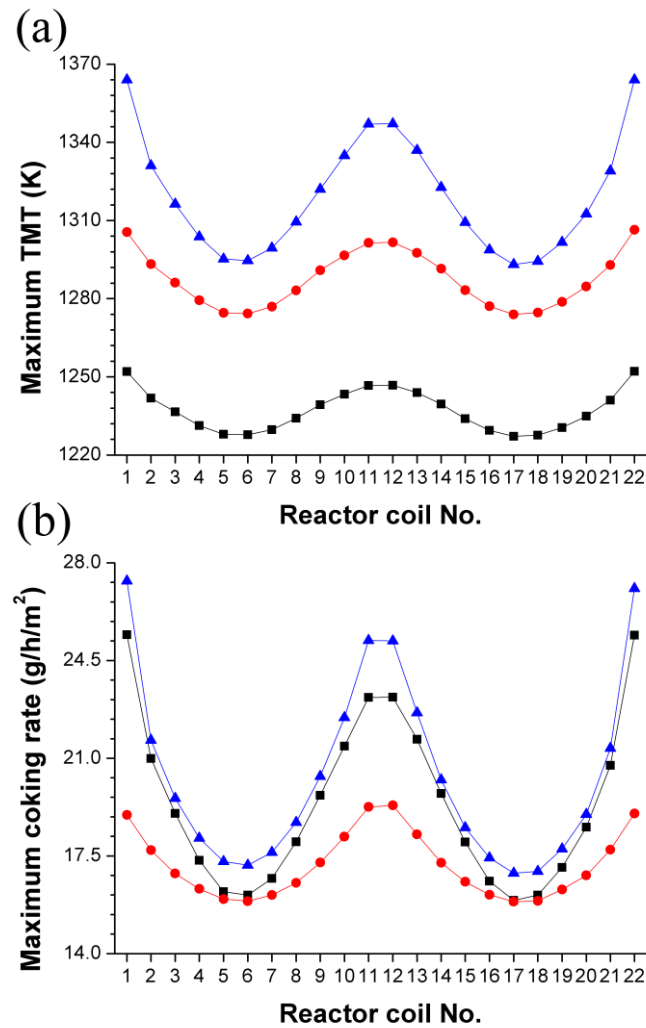 (a)
1370
1340
1310
1280
1250
1220
Maximum TMT (K)
1 2 3 4 5 6 7 8 9 10 11 12 13 14 15 16 17 18 19 20 21 22
Reactor coil No.
(b)
28.0
24.5
21.0
17.5
14.0
Maximum coking rate (g/h/m²)
1 2 3 4 5 6 7 8 9 10 11 12 13 14 15 16 17 18 19 20 21 22
Reactor coil No.